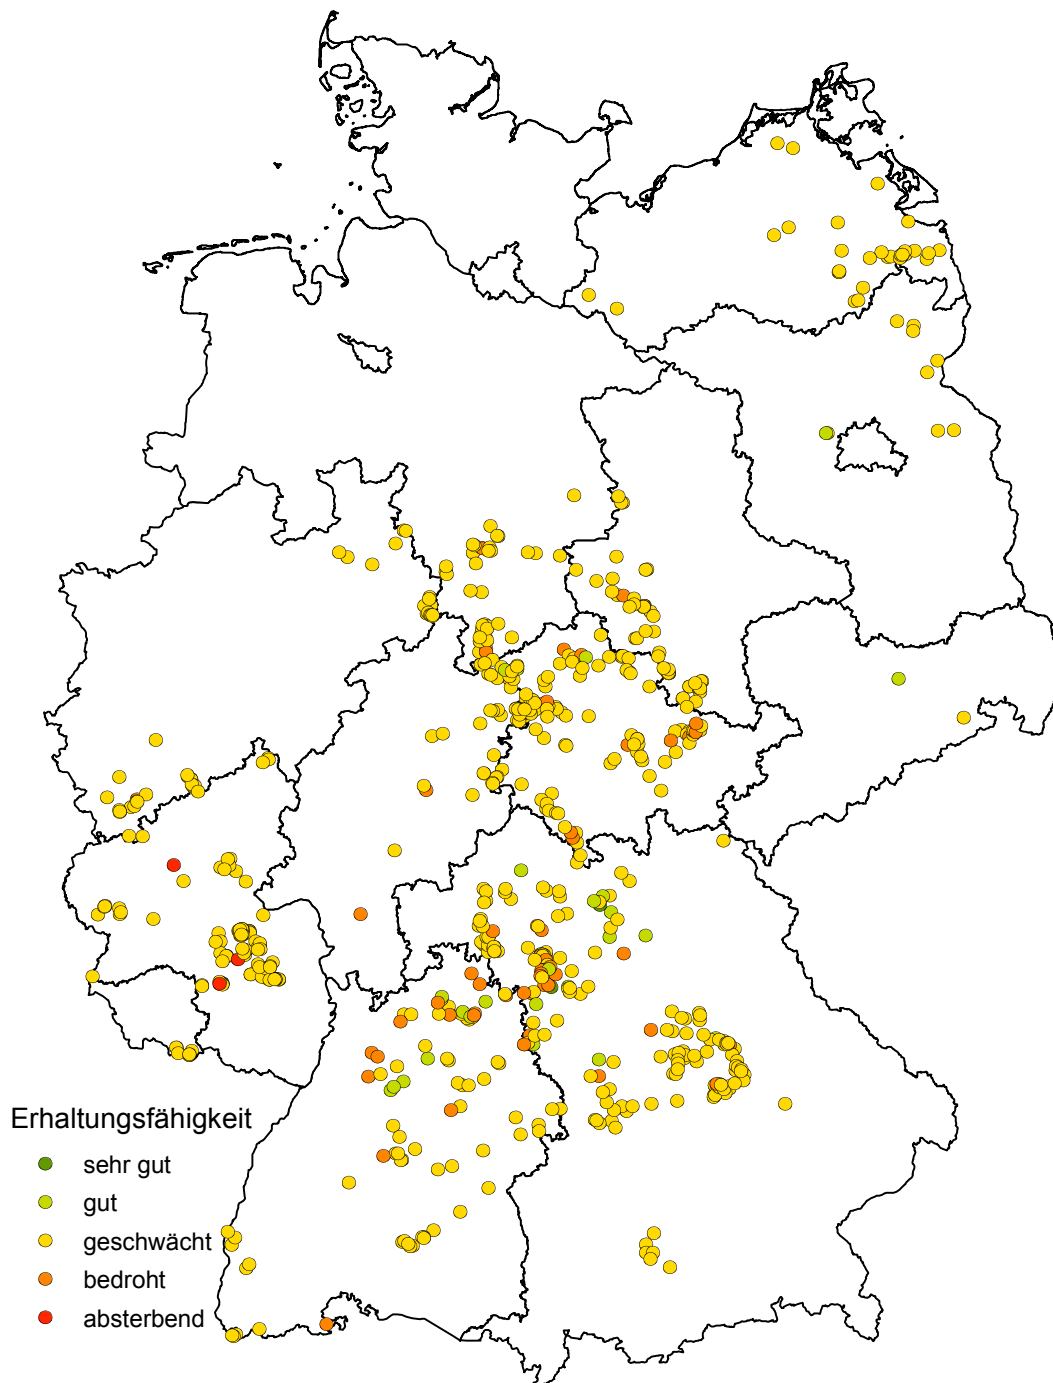 Erhaltungsfähigkeit
sehr gut
gut
geschwächt
bedroht
absterbend